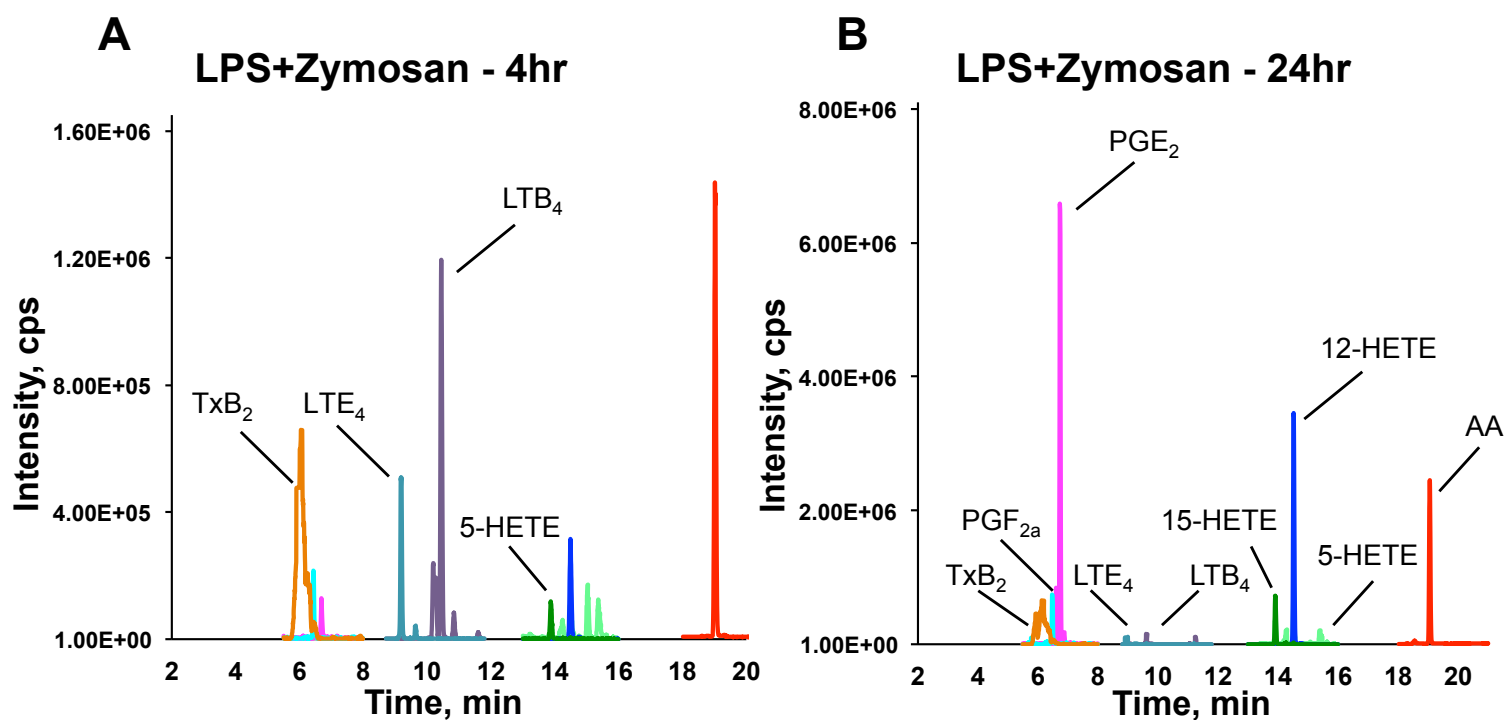 A
LPS+Zymosan - 4hr
Intensity, cps
1.60E+06
1.20E+06
8.00E+05
4.00E+05
1.00E+00
TxB2
LTE4
LTB4
5-HETE
2 4 6 8 10 12 14 16 18 20
Time, min
B
LPS+Zymosan - 24hr
Intensity, cps
8.00E+06
6.00E+06
4.00E+06
2.00E+06
1.00E+00
PGE2
12-HETE
AA
PGF2a
15-HETE
5-HETE
TxB2
LTE4
LTB4
2 4 6 8 10 12 14 16 18 20
Time, min